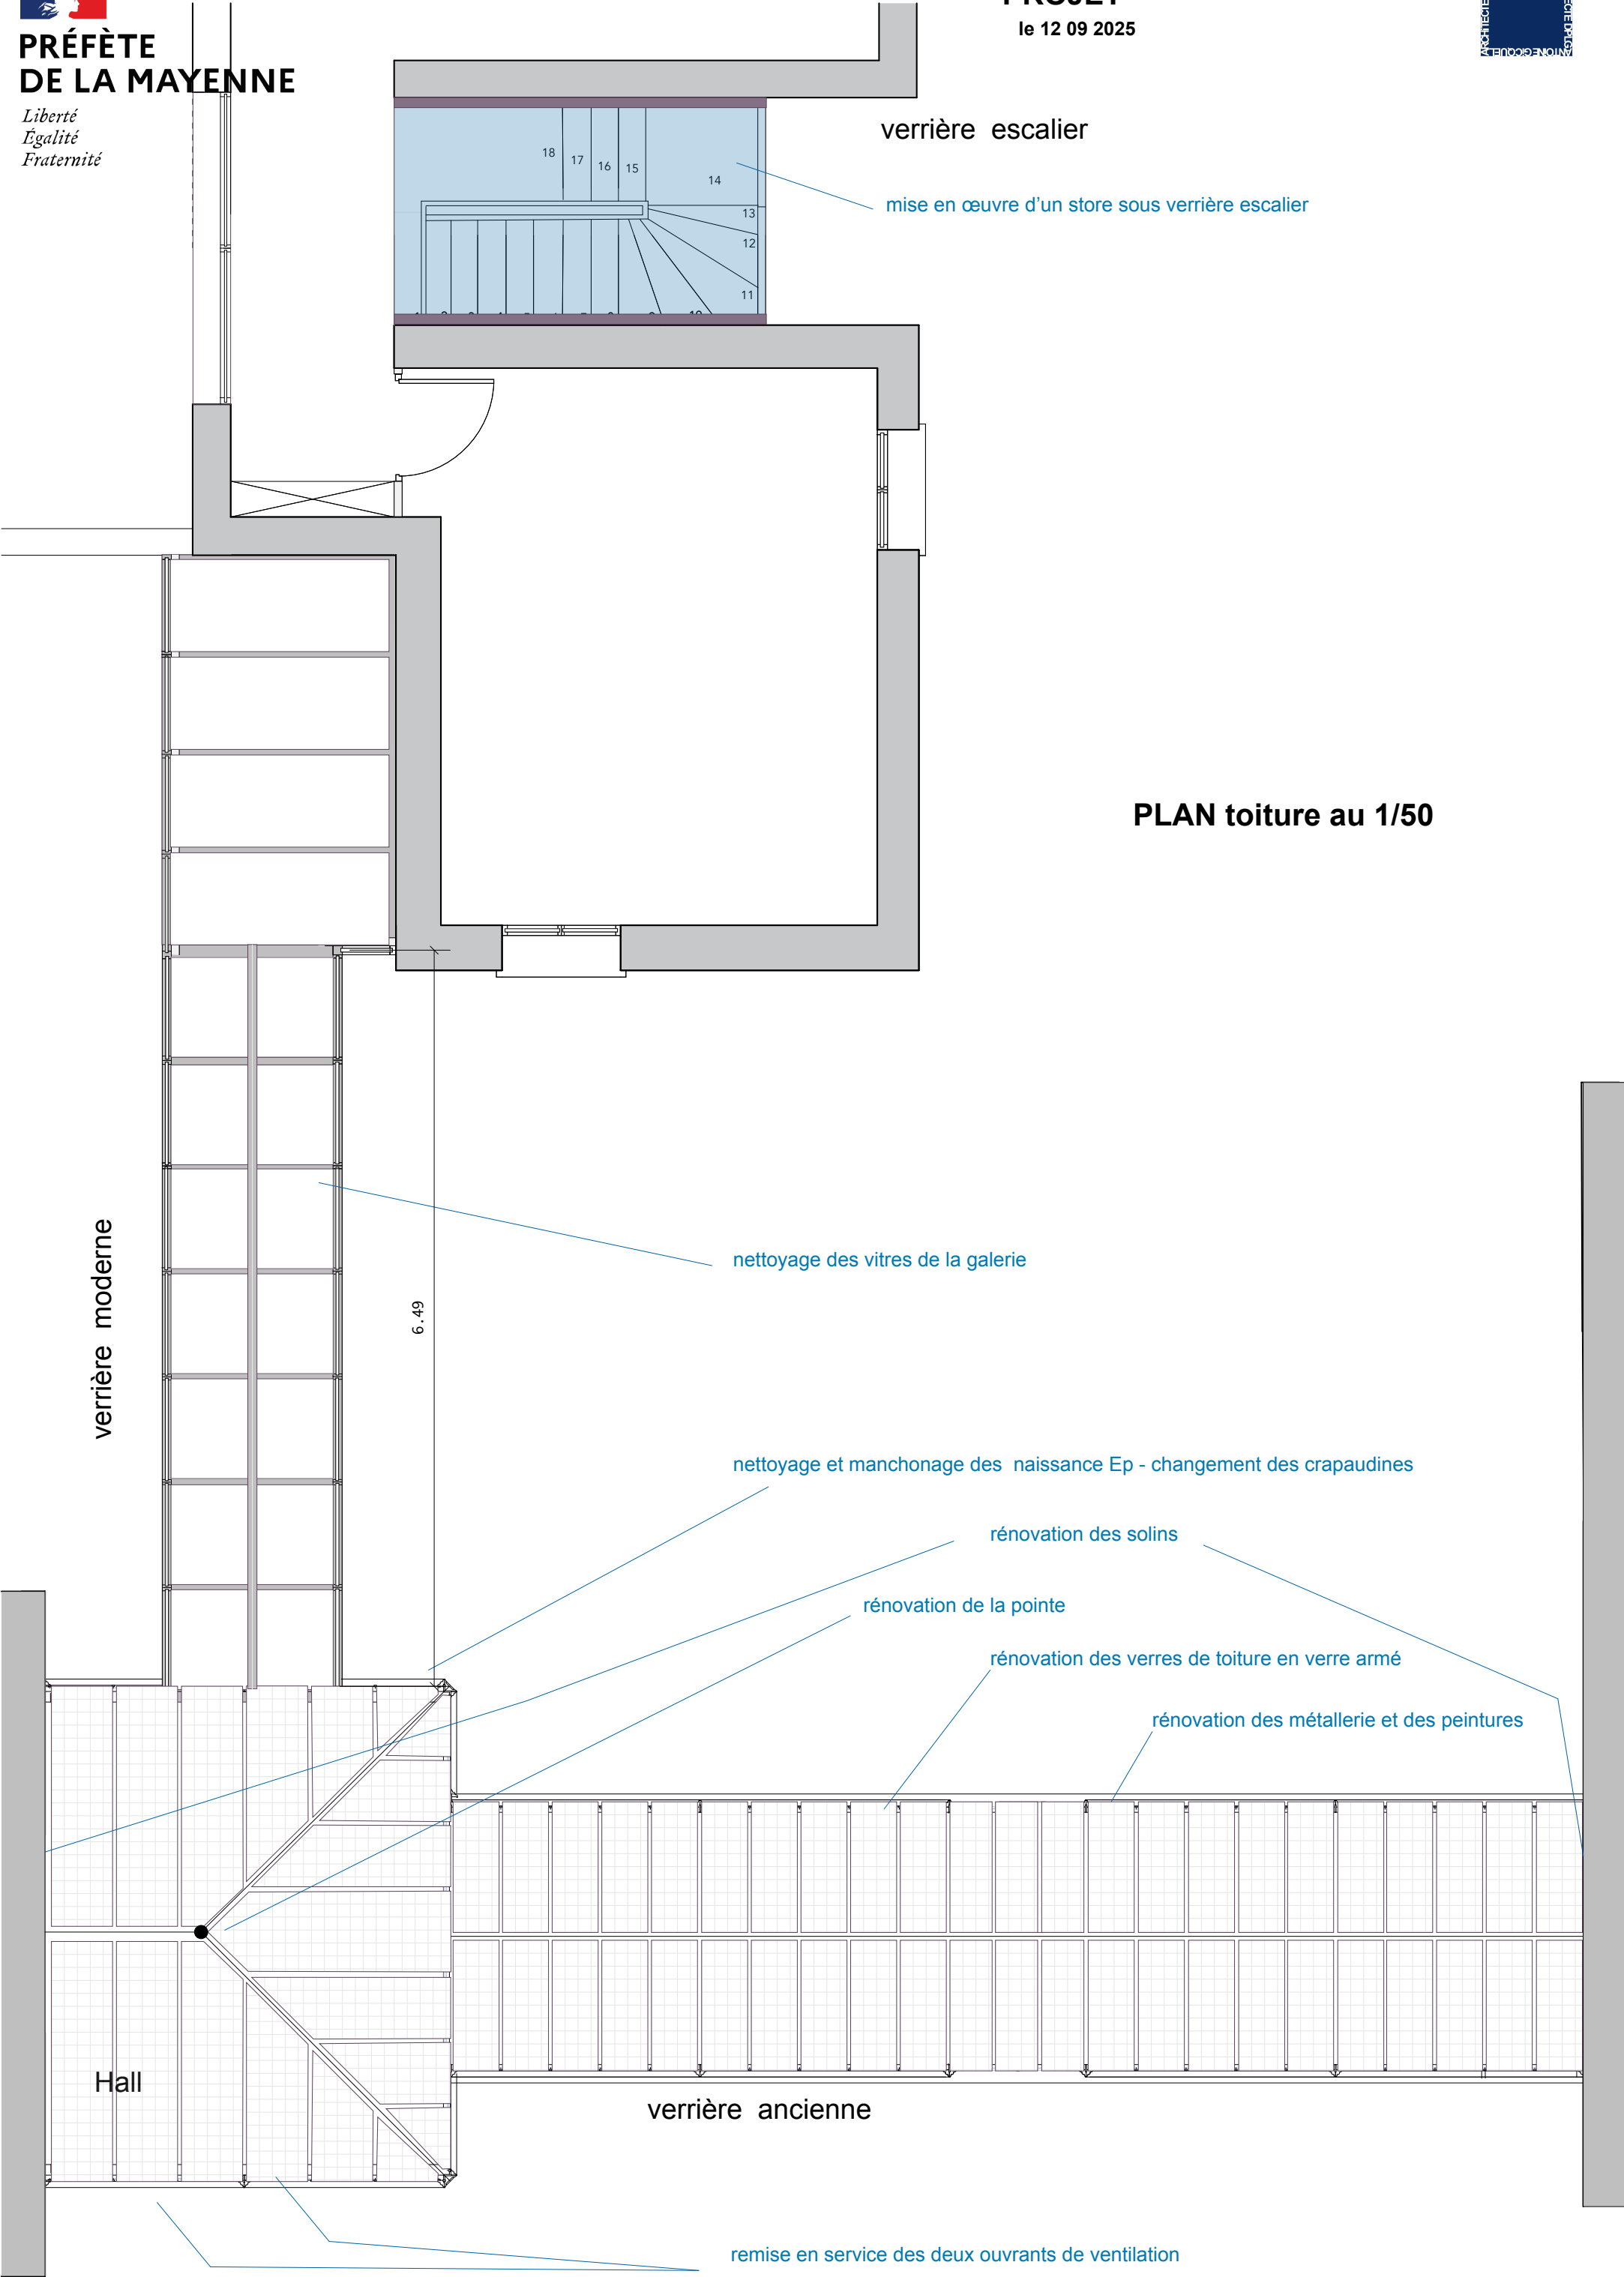 PRÉFÈTE
DE LA MAYENNE
Liberté
Égalité
Fraternité
PROJET
le 12 09 2025
verrière escalier
mise en œuvre d'un store sous verrière escalier
18
17
16
15
14
13
12
11
PLAN toiture au 1/50
verrière moderne
nettoyage des vitres de la galerie
6.49
nettoyage et manchonage des naissance Ep - changement des crapaudines
rénovation des solins
rénovation de la pointe
rénovation des verres de toiture en verre armé
rénovation des métallerie et des peintures
Hall
verrière ancienne
remise en service des deux ouvrants de ventilation